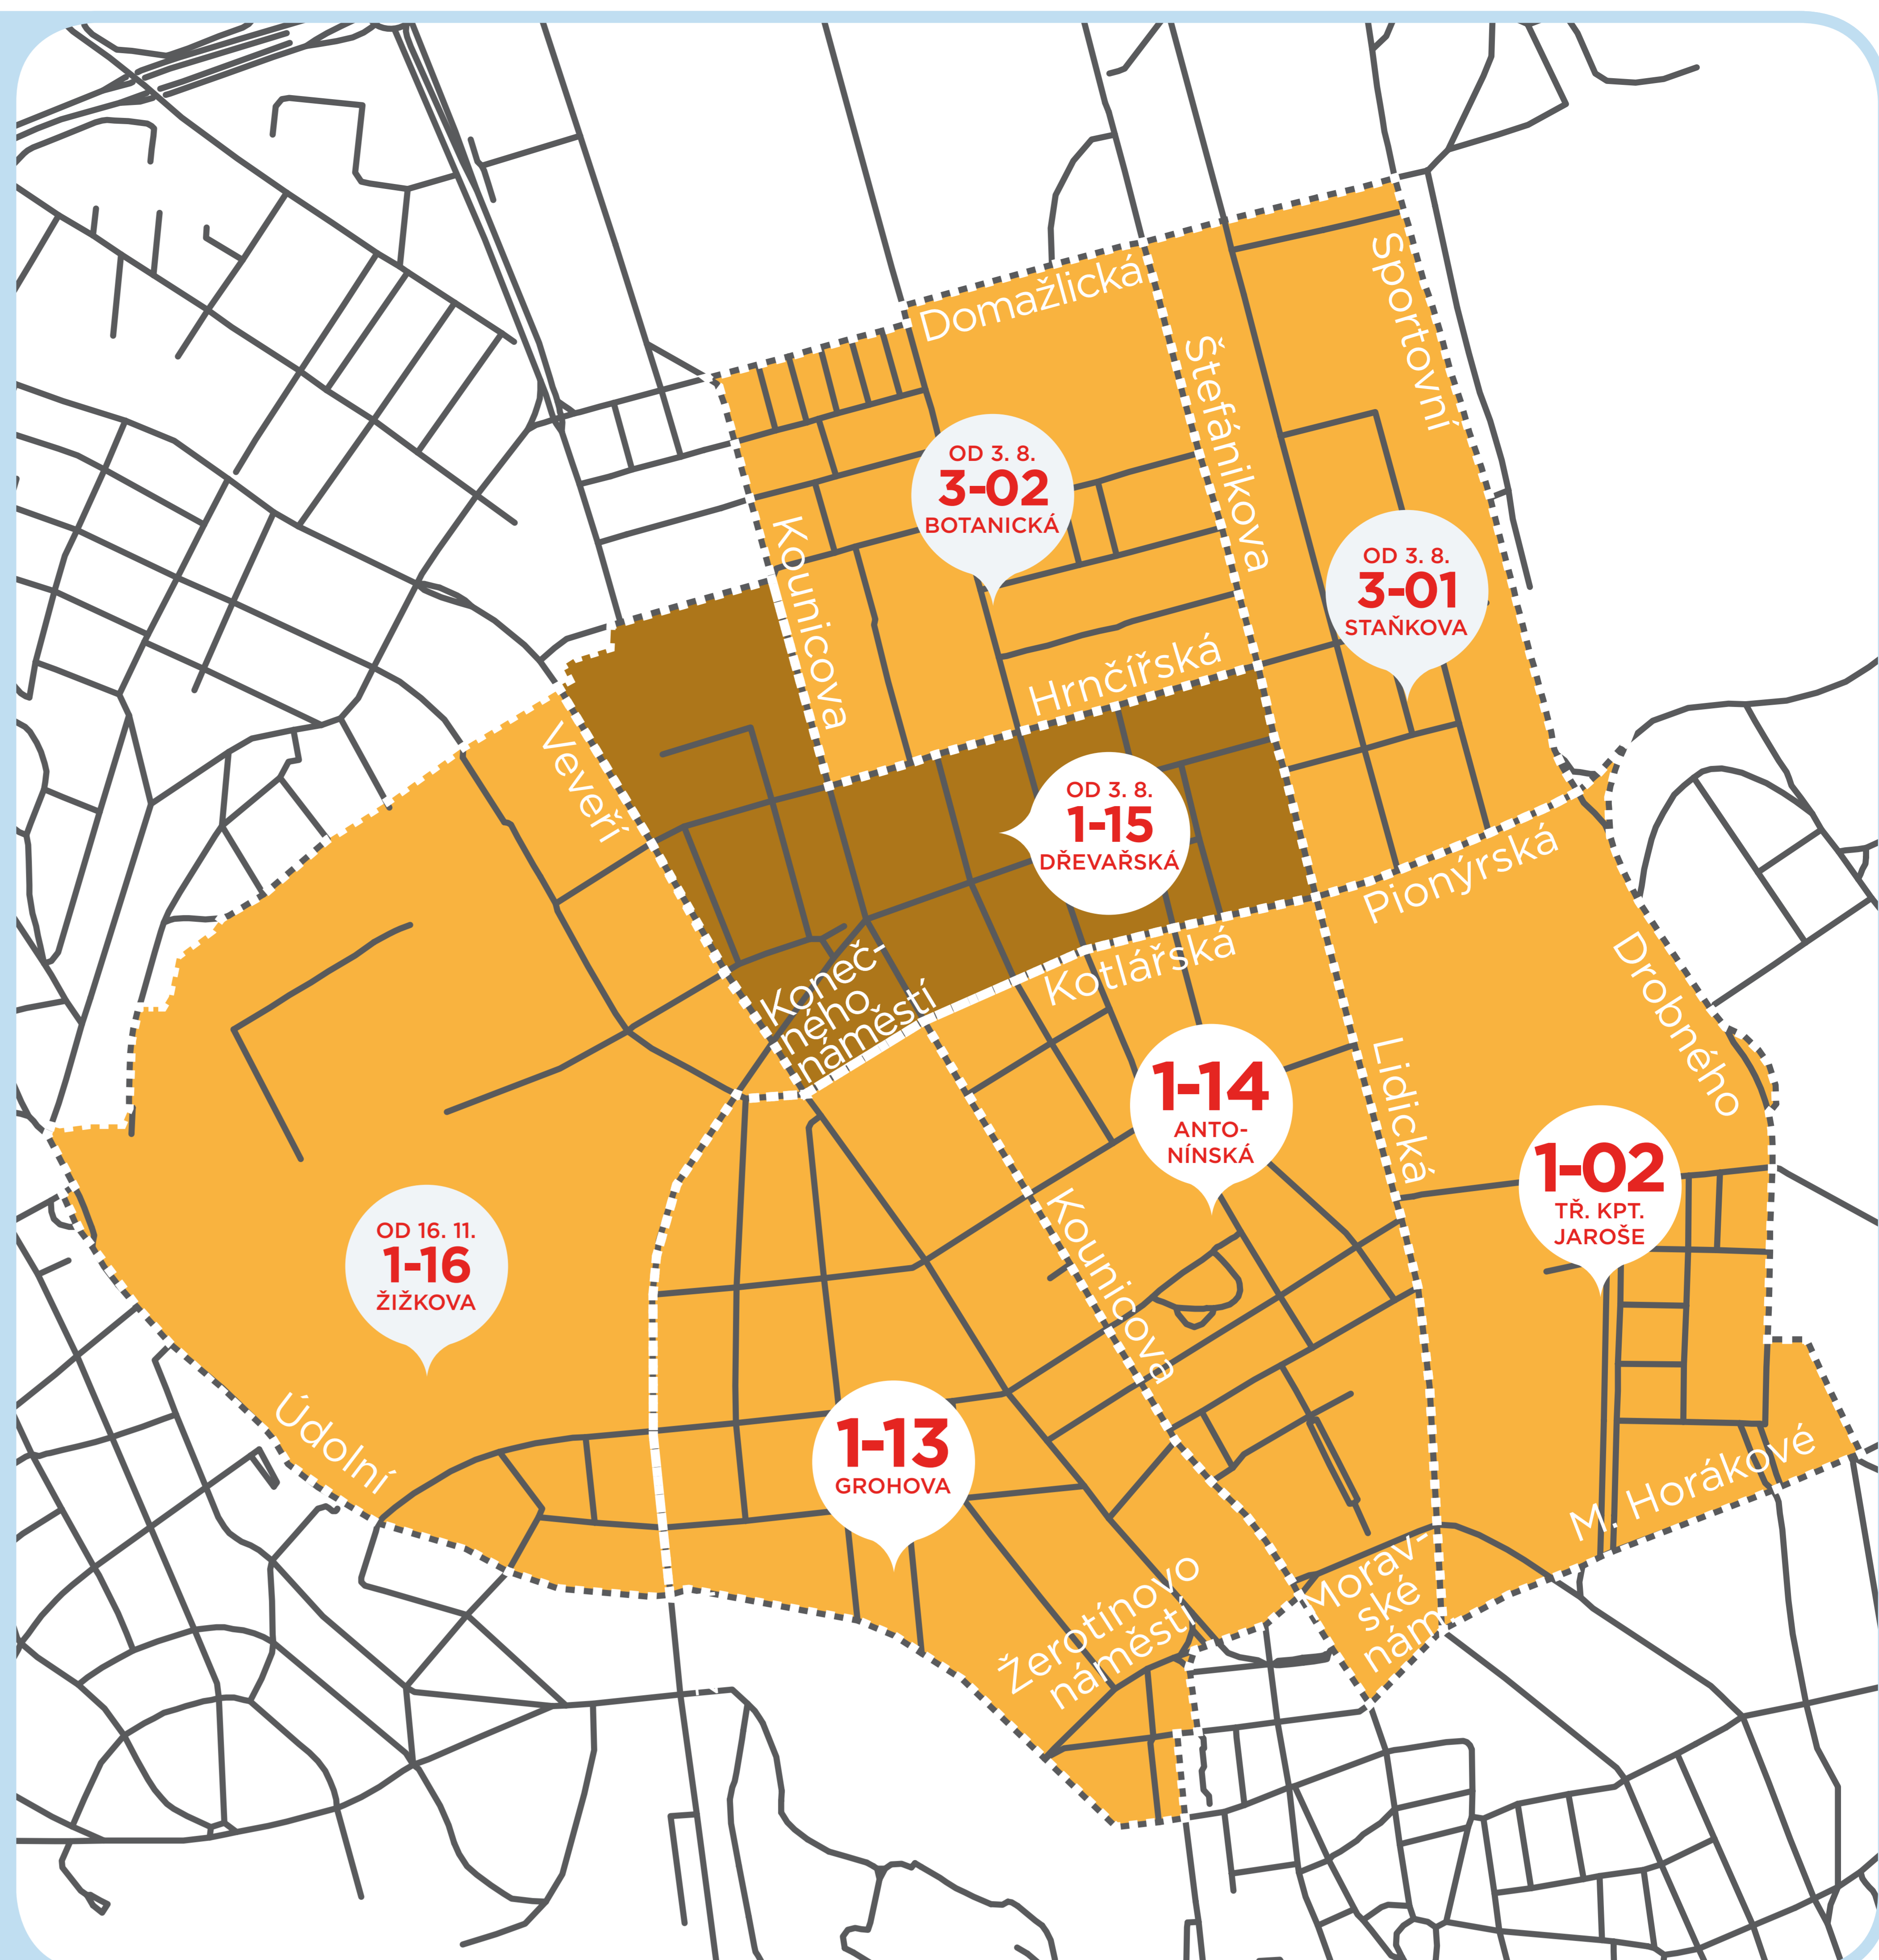 Domažlická
Sportovní
Štefánikova
OD 3. 8.
3-02
BOTANICKÁ
Kounicova
OD 3. 8.
3-01
STAŇKOVA
Hrnčířská
Veveří
OD 3. 8.
1-15
DŘEVAŘSKÁ
Pionýrská
Koneč-
ného
náměstí
Kotlářská
Drobného
Lidická
1-14
ANTO-
NÍNSKÁ
1-02
TŘ. KPT.
JAROŠE
Kounicova
OD 16. 11.
1-16
ŽIŽKOVA
Údolní
1-13
GROHOVA
M. Horákové
Žerotínovo
náměstí
Morav-
ské
nám.